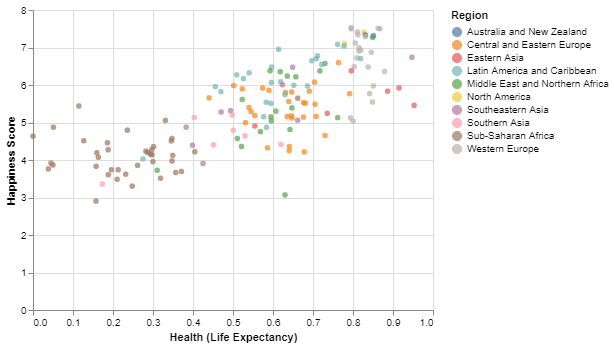 Region
Australia and New Zealand
Central and Eastern Europe
Eastern Asia
Latin America and Caribbean
Middle East and Northern Africa
North America
Southeastern Asia
Southern Asia
Sub-Saharan Africa
Western Europe
Happiness Score
8
7
6
5
4
3
2
1
0
0.0 0.1 0.2 0.3 0.4 0.5 0.6 0.7 0.8 0.9 1.0
Health (Life Expectancy)